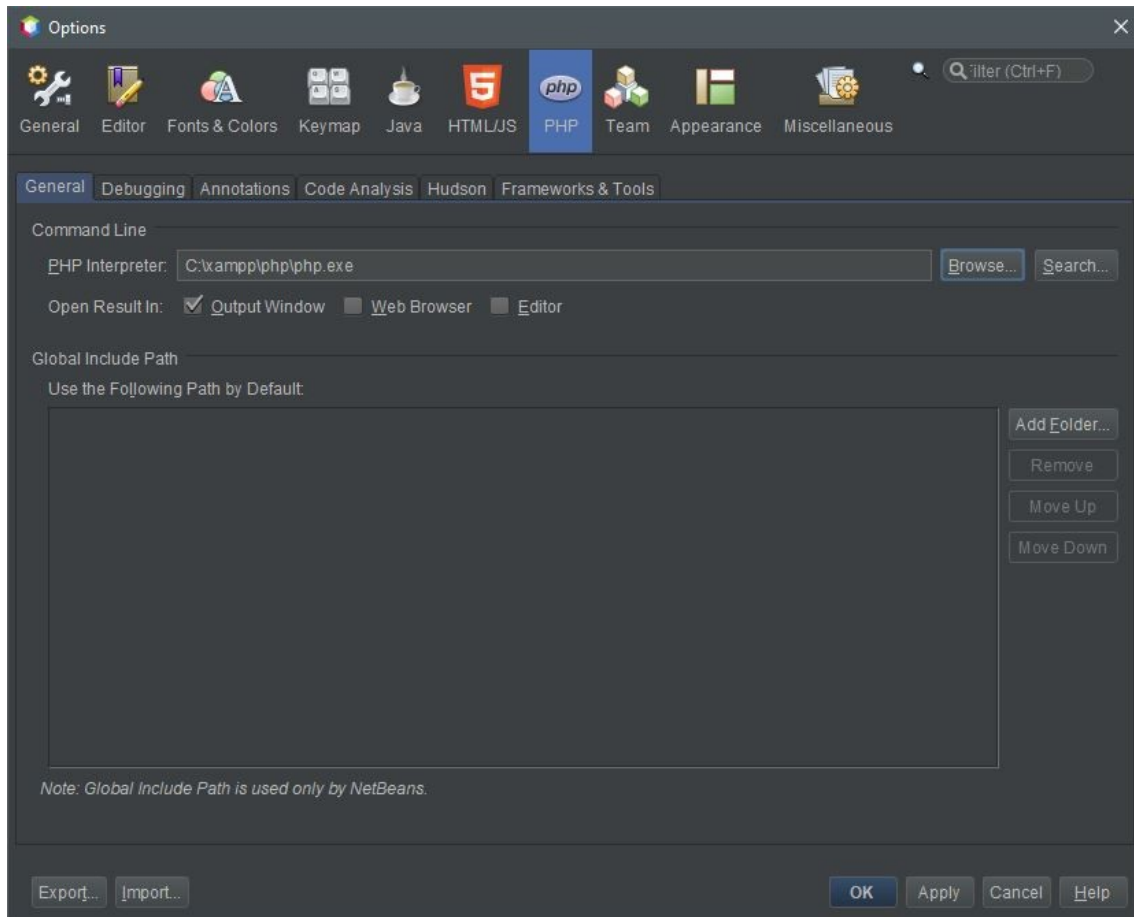 Options
ilter (Ctrl+F)
General Editor Fonts & Colors Keymap Java HTML/JS PHP Team Appearance Miscellaneous
General Debugging Annotations Code Analysis Hudson Frameworks & Tools
Command Line
PHP Interpreter: C:\xampp\php\php.exe Browse... Search...
Open Result In: Output Window Web Browser Editor
Global Include Path
Use the Following Path by Default:
Add Folder...
Remove
Move Up
Move Down
Note: Global Include Path is used only by NetBeans.
Export... Import... OK Apply Cancel Help